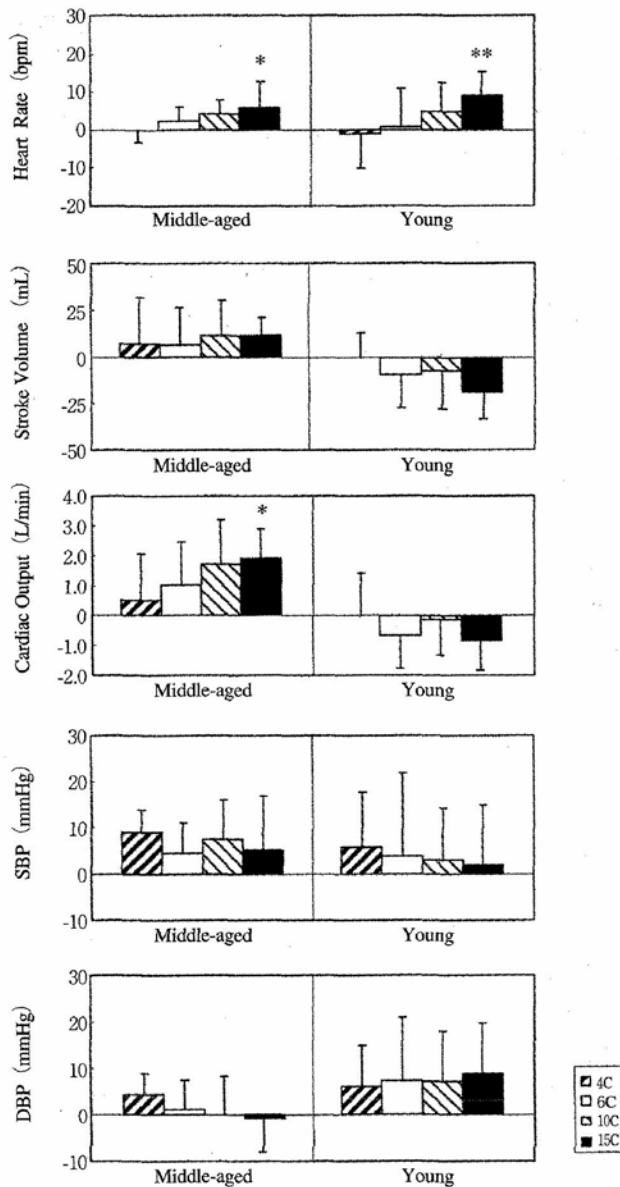 Heart Rate (bpm)
30
20
10
0
-10
-20
*
**
Middle-aged
Young
Stroke Volume (mL)
50
25
0
-25
-50
Middle-aged
Young
Cardiac Output (L/min)
4.0
3.0
2.0
1.0
0
-1.0
-2.0
*
Middle-aged
Young
SBP (mmHg)
30
20
10
0
-10
Middle-aged
Young
DBP (mmHg)
30
20
10
0
-10
Middle-aged
Young
4C
6C
10C
15C